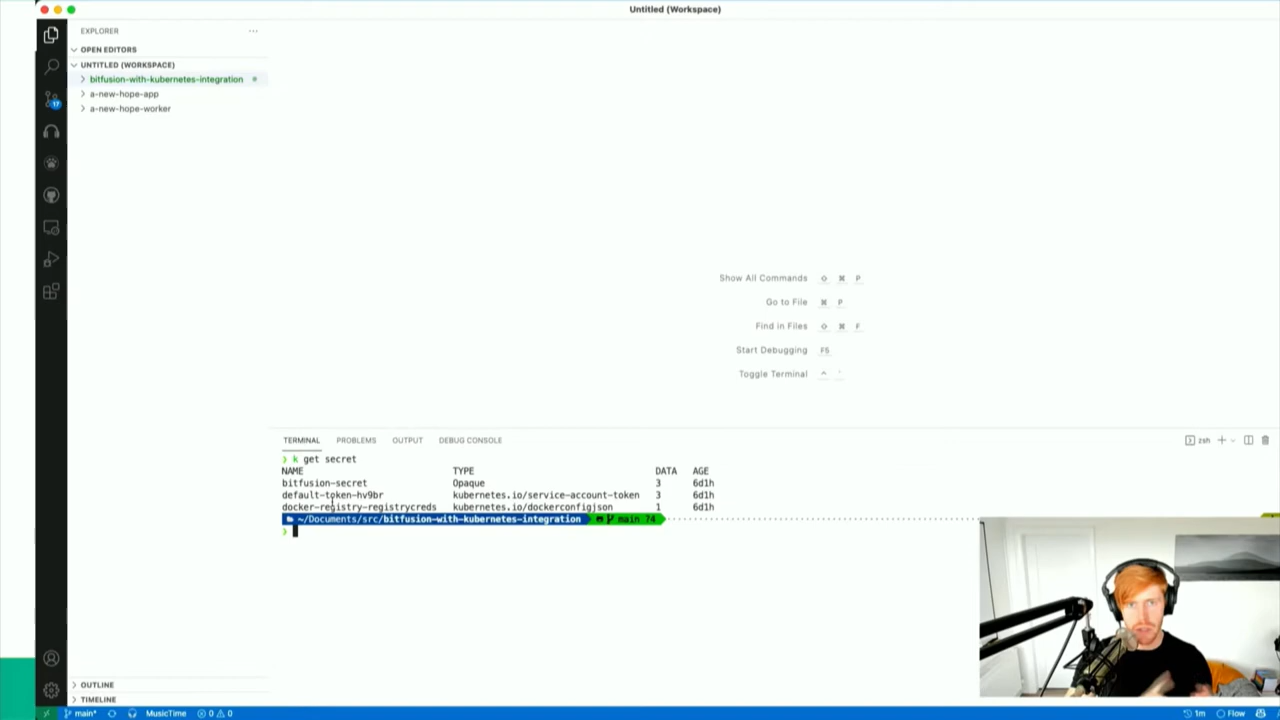 Untitled (Workspace)
EXPLORER
OPEN EDITORS
UNTITLED (WORKSPACE)
bitfusion-with-kubernetes-integration
a-new-hope-app
a-new-hope-worker
17
Show All Commands ⇧ ⌘ P
Go to File ⌘ P
Find in Files ⇧ ⌘ F
Start Debugging F5
Toggle Terminal ^ `
TERMINAL PROBLEMS OUTPUT DEBUG CONSOLE
zsh
❯ k get secret
NAME TYPE DATA AGE
bitfusion-secret Opaque 3 6d1h
default-token-hv9br kubernetes.io/service-account-token 3 6d1h
docker-registry-registrycreds kubernetes.io/dockerconfigjson 1 6d1h
~/Documents/src/bitfusion-with-kubernetes-integration main ?4
❯
OUTLINE
TIMELINE
main* MusicTime 0 0 1m Flow